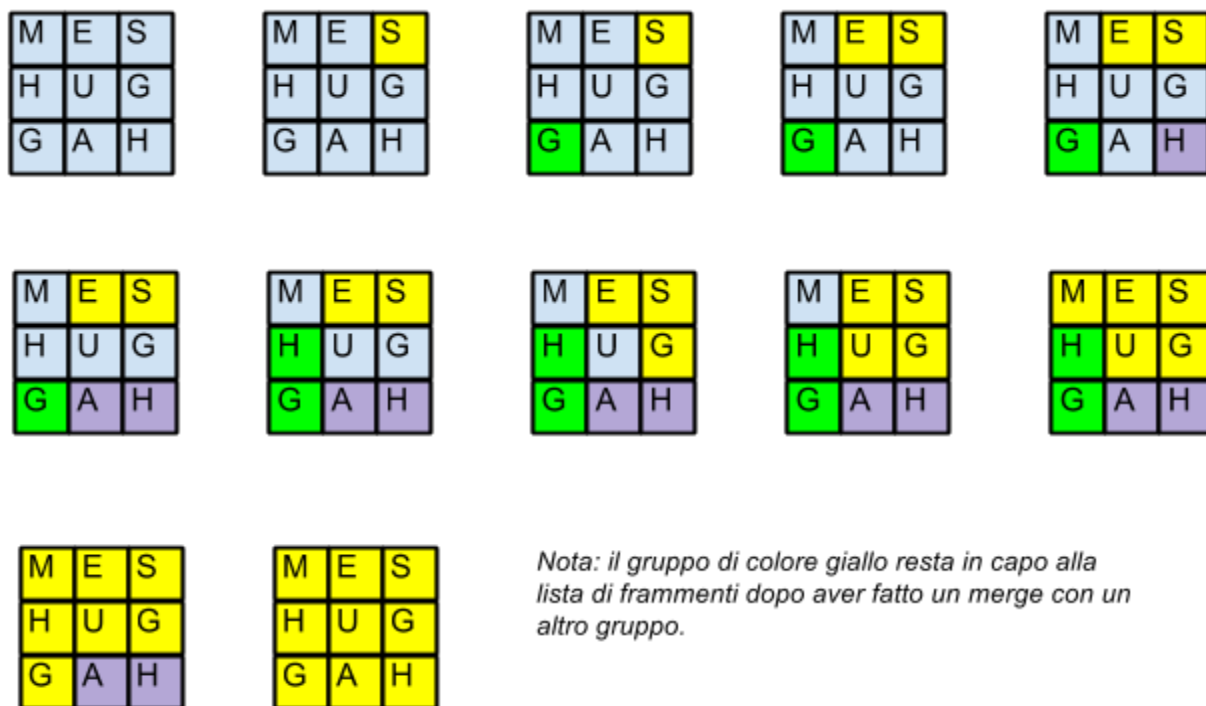 M E S M E S M E S M E S M E S
H U G H U G H U G H U G H U G
G A H G A H G A H G A H G A H
M E S M E S M E S M E S M E S
H U G H U G H U G H U G H U G
G A H G A H G A H G A H G A H
M E S M E S
H U G H U G
G A H G A H
Nota: il gruppo di colore giallo resta in capo alla
lista di frammenti dopo aver fatto un merge con un
altro gruppo.